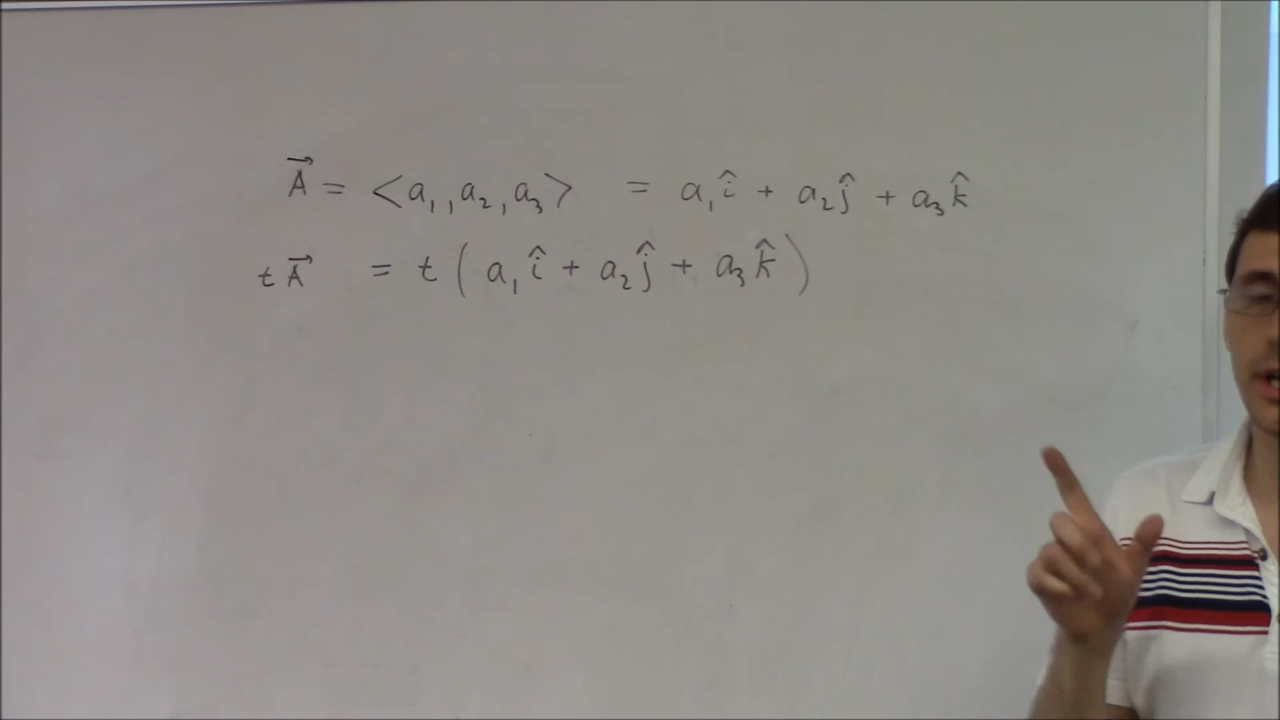 A⃗ = <a₁, a₂, a₃> = a₁î + a₂ĵ + a₃k̂
tA⃗ = t(a₁î + a₂ĵ + a₃k̂)